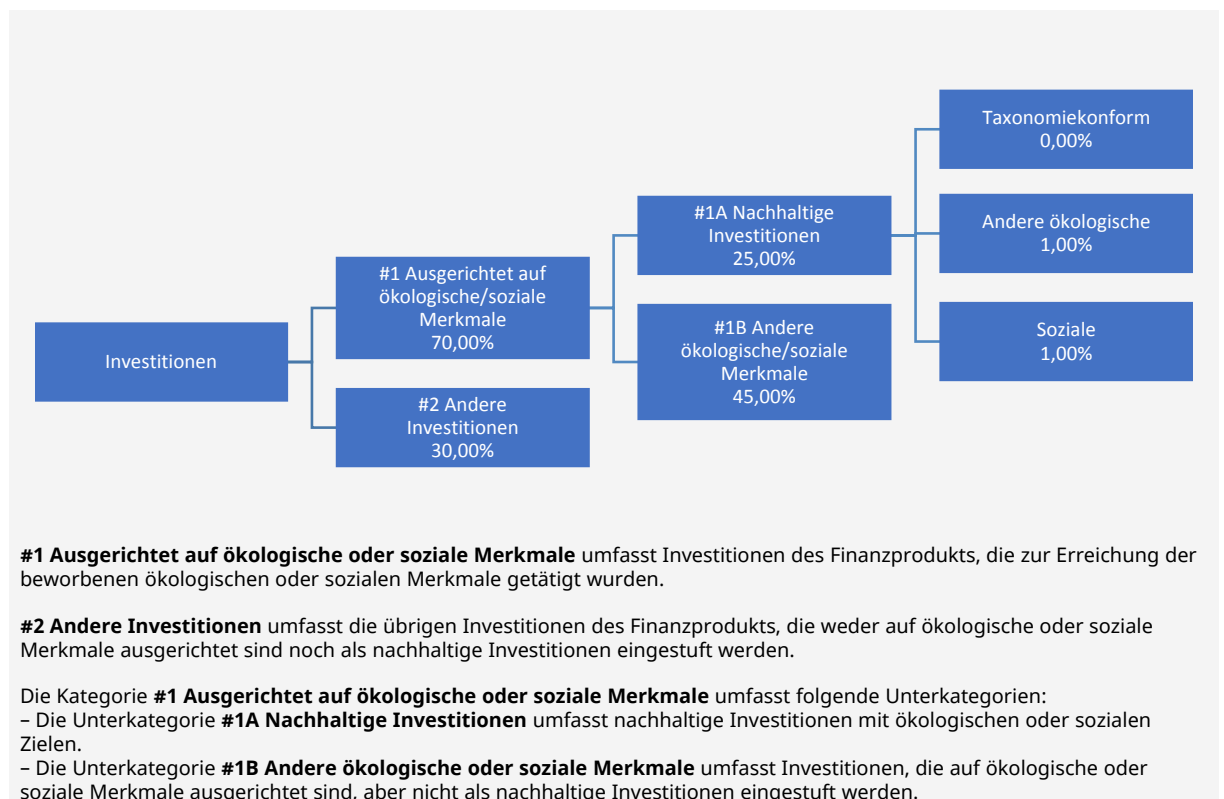 Investitionen
#1 Ausgerichtet auf
ökologische/soziale
Merkmale
70,00%
#2 Andere
Investitionen
30,00%
#1A Nachhaltige
Investitionen
25,00%
#1B Andere
ökologische/soziale
Merkmale
45,00%
Taxonomiekonform
0,00%
Andere ökologische
1,00%
Soziale
1,00%
#1 Ausgerichtet auf ökologische oder soziale Merkmale umfasst Investitionen des Finanzprodukts, die zur Erreichung der
beworbenen ökologischen oder sozialen Merkmale getätigt wurden.
#2 Andere Investitionen umfasst die übrigen Investitionen des Finanzprodukts, die weder auf ökologische oder soziale
Merkmale ausgerichtet sind noch als nachhaltige Investitionen eingestuft werden.
Die Kategorie #1 Ausgerichtet auf ökologische oder soziale Merkmale umfasst folgende Unterkategorien:
– Die Unterkategorie #1A Nachhaltige Investitionen umfasst nachhaltige Investitionen mit ökologischen oder sozialen
Zielen.
– Die Unterkategorie #1B Andere ökologische oder soziale Merkmale umfasst Investitionen, die auf ökologische oder
soziale Merkmale ausgerichtet sind, aber nicht als nachhaltige Investitionen eingestuft werden.